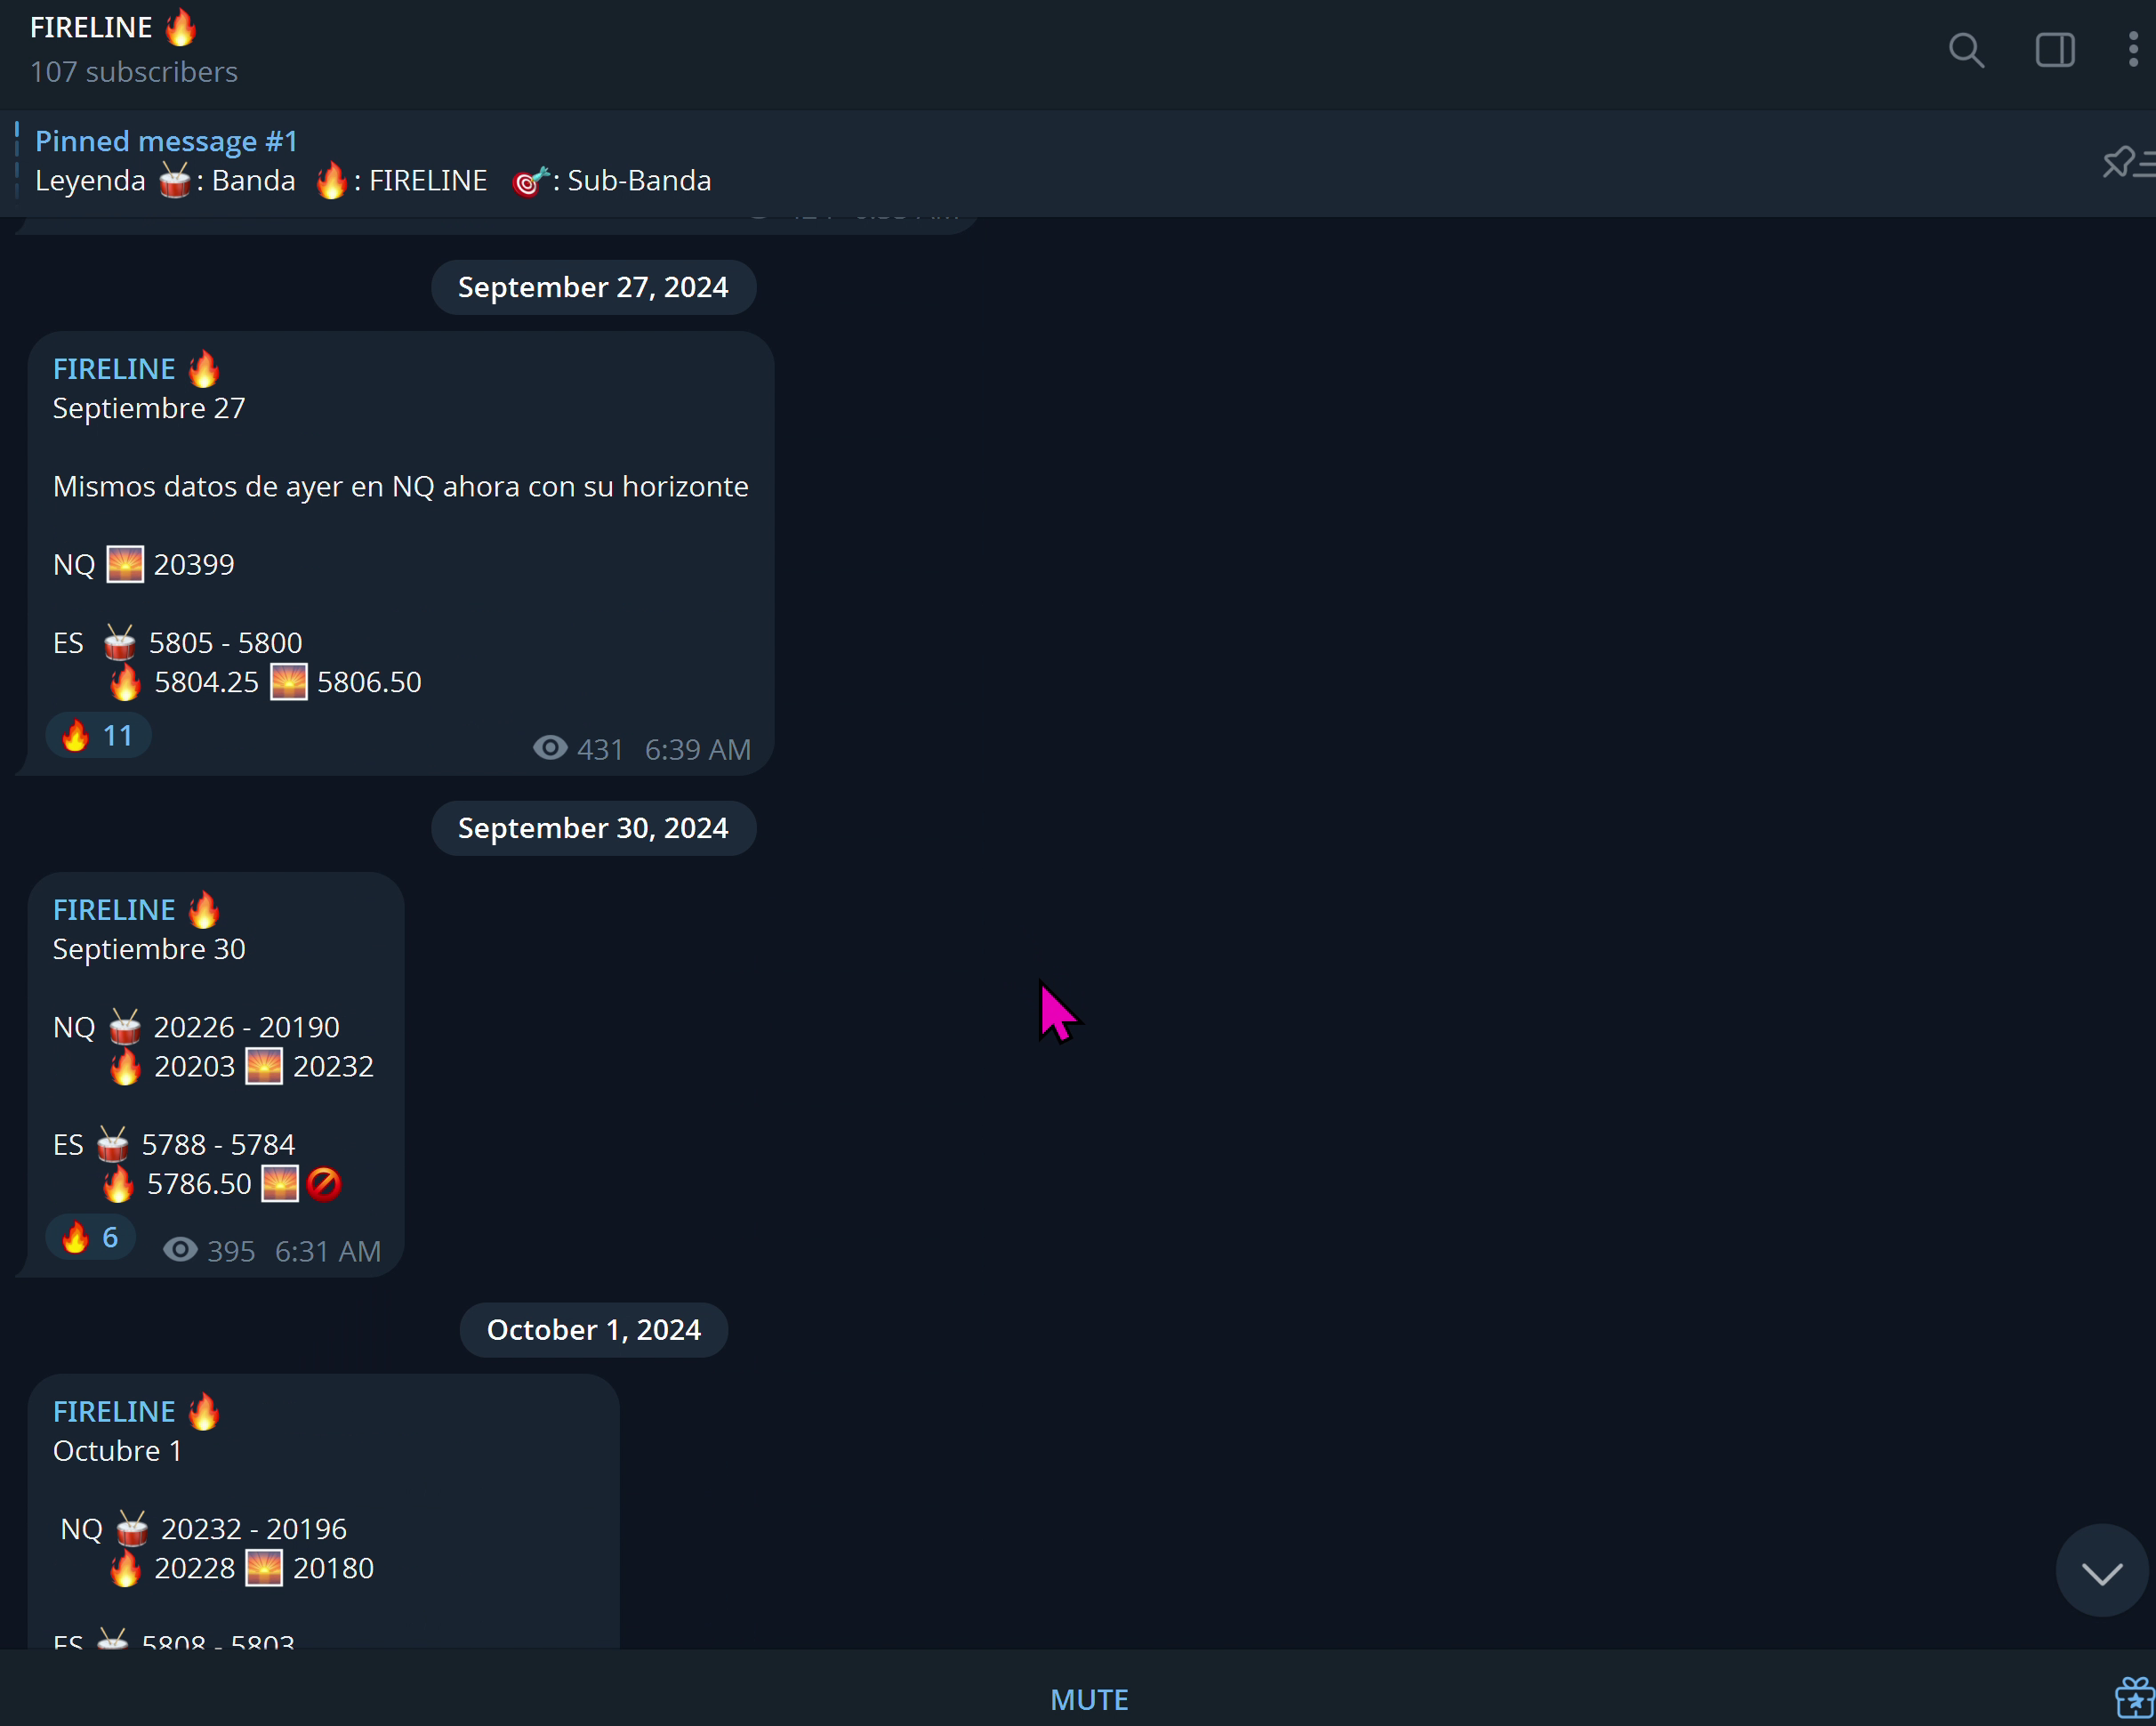 FIRELINE 🔥
107 subscribers
Pinned message #1
Leyenda 🥁: Banda 🔥: FIRELINE 🎯: Sub-Banda
September 27, 2024
FIRELINE 🔥
Septiembre 27
Mismos datos de ayer en NQ ahora con su horizonte
NQ 🌅 20399
ES 🥁 5805 - 5800
🔥 5804.25 🌅 5806.50
🔥 11
431 6:39 AM
September 30, 2024
FIRELINE 🔥
Septiembre 30
NQ 🥁 20226 - 20190
🔥 20203 🌅 20232
ES 🥁 5788 - 5784
🔥 5786.50 🌅🚫
🔥 6
395 6:31 AM
October 1, 2024
FIRELINE 🔥
Octubre 1
NQ 🥁 20232 - 20196
🔥 20228 🌅 20180
ES 🥁 5808 - 5803
MUTE